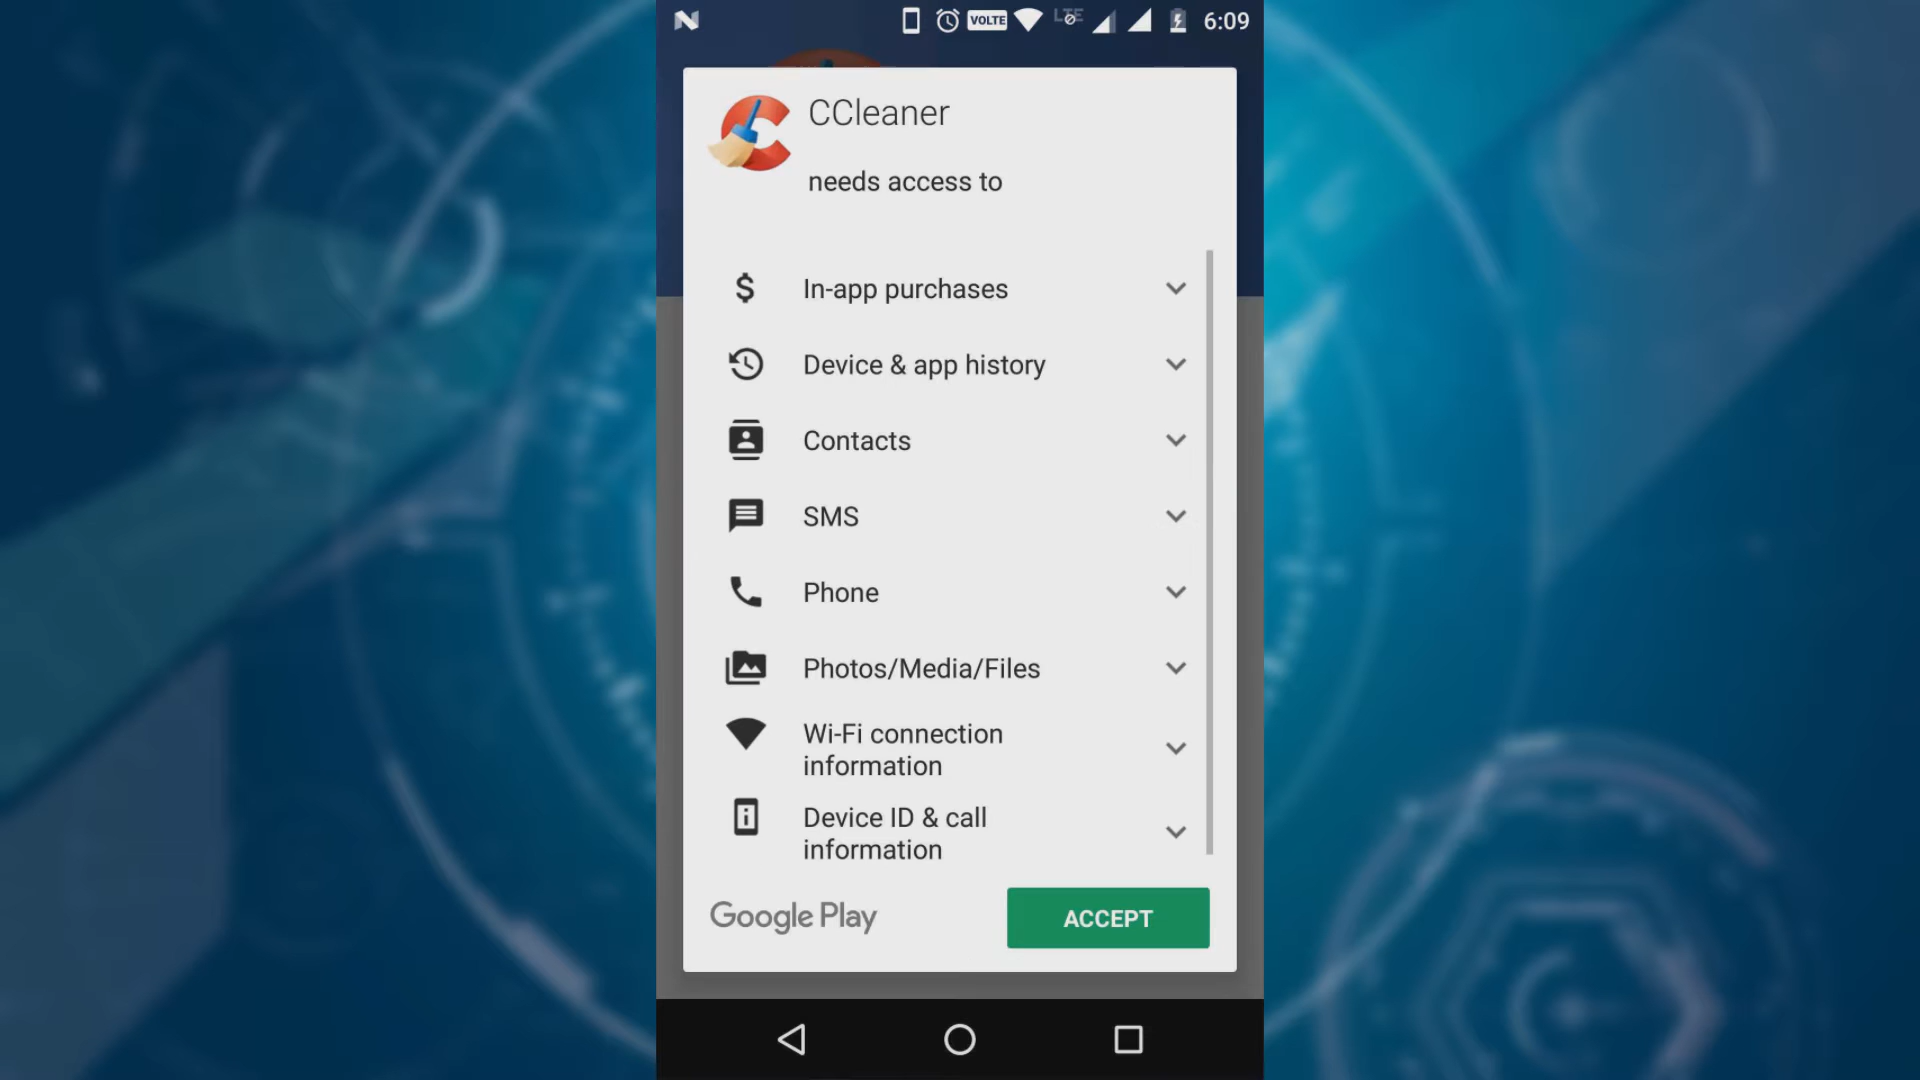 VOLTE LTE 6:09
CCleaner
needs access to
In-app purchases
Device & app history
Contacts
SMS
Phone
Photos/Media/Files
Wi-Fi connection
information
Device ID & call
information
Google Play
ACCEPT